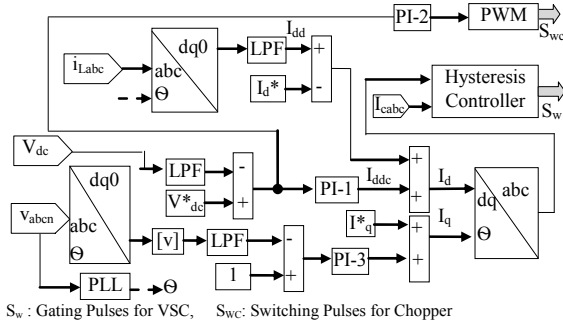 PI-2
PWM
S_wc
dq0
LPF
I_dd
i_Labc
abc
Θ
I_d*
+
-
Hysteresis
Controller
I_cabc
S_w
V_dc
LPF
V*_dc
-
+
PI-1
I_ddc
+
+
I_d
abc
dq
Θ
v_abcn
dq0
abc
Θ
[v]
LPF
1
-
+
PI-3
I*_q
+
+
I_q
PLL
Θ
S_w : Gating Pulses for VSC, S_WC: Switching Pulses for Chopper